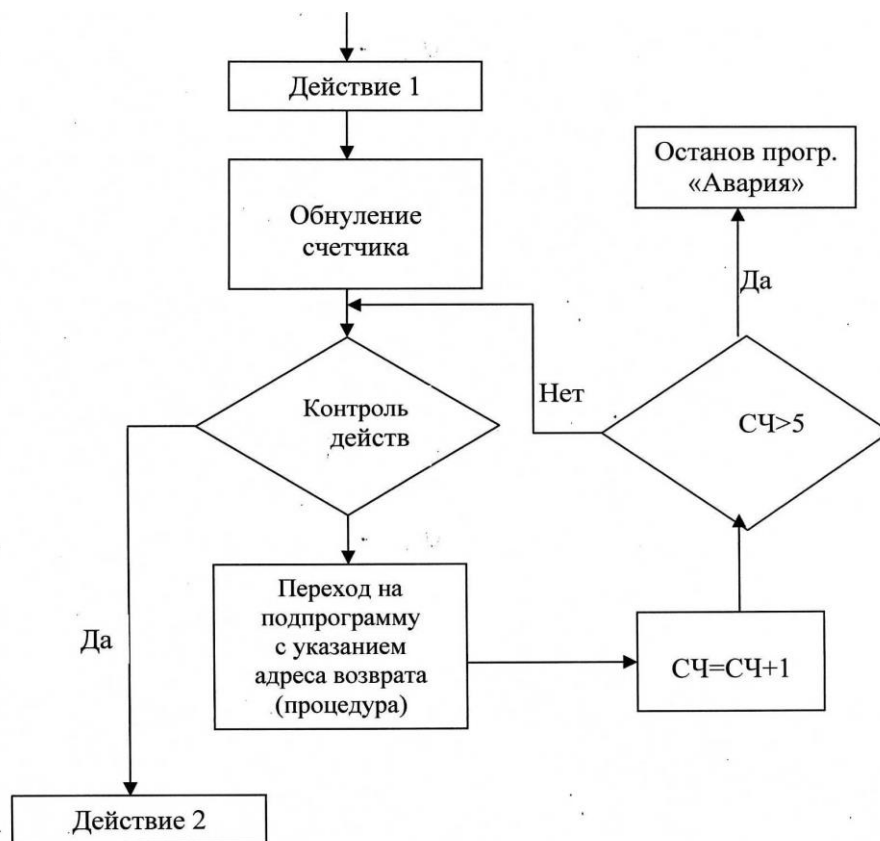 Действие 1
Обнуление
счетчика
Останов прогр.
«Авария»
Да
Нет
Контроль
действ
СЧ>5
Переход на
подпрограмму
с указанием
адреса возврата
(процедура)
СЧ=СЧ+1
Да
Действие 2